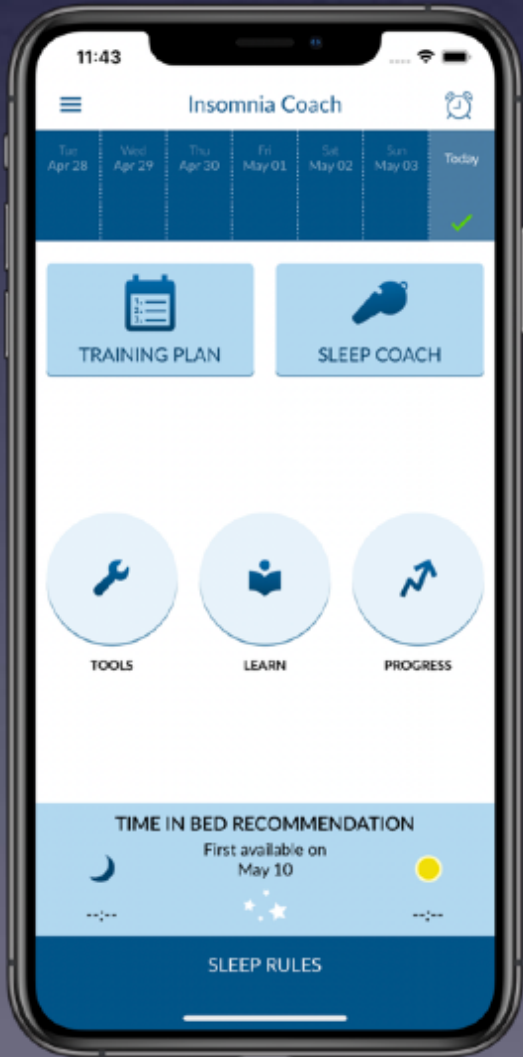 11:43
Insomnia Coach
Tue Wed Thu Fri Sat Sun Today
Apr 28 Apr 29 Apr 30 May 01 May 02 May 03
TRAINING PLAN SLEEP COACH
TOOLS LEARN PROGRESS
TIME IN BED RECOMMENDATION
First available on
May 10
--:-- --:--
SLEEP RULES